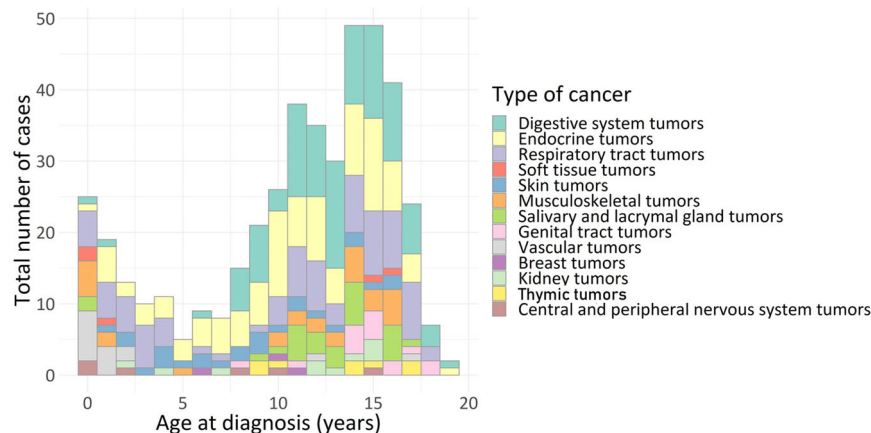 50
40
30
20
10
0
Total number of cases
0 5 10 15 20
Age at diagnosis (years)
Type of cancer
Digestive system tumors
Endocrine tumors
Respiratory tract tumors
Soft tissue tumors
Skin tumors
Musculoskeletal tumors
Salivary and lacrymal gland tumors
Genital tract tumors
Vascular tumors
Breast tumors
Kidney tumors
Thymic tumors
Central and peripheral nervous system tumors